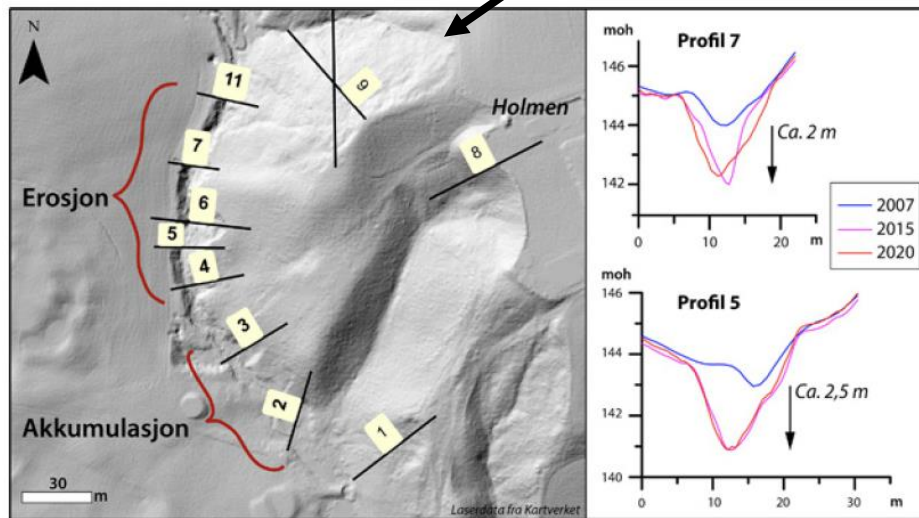 N
11
7
6
5
4
3
2
1
8
9
Holmen
Erosjon
Akkumulasjon
30
m
Laserdata fra Kartverket
moh
Profil 7
146
144
142
Ca. 2 m
0
10
20
m
2007
2015
2020
moh
Profil 5
146
144
142
140
Ca. 2,5 m
0
10
20
30
m